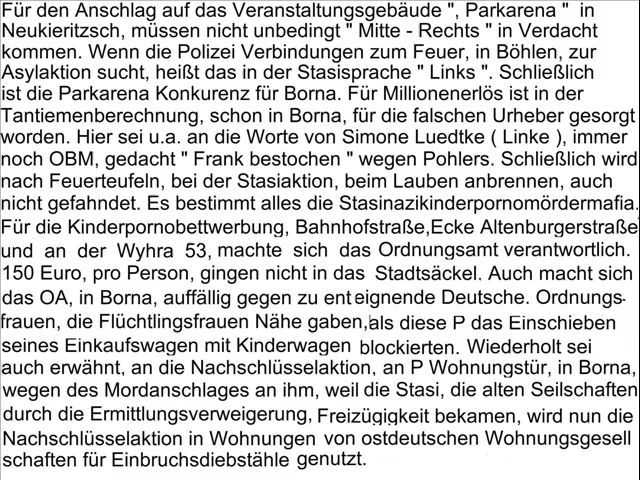 Für den Anschlag auf das Veranstaltungsgebäude ", Parkarena " in
Neukieritzsch, müssen nicht unbedingt " Mitte - Rechts " in Verdacht
kommen. Wenn die Polizei Verbindungen zum Feuer, in Böhlen, zur
Asylaktion sucht, heißt das in der Stasisprache " Links ". Schließlich
ist die Parkarena Konkurenz für Borna. Für Millionenerlös ist in der
Tantiemenberechnung, schon in Borna, für die falschen Urheber gesorgt
worden. Hier sei u.a. an die Worte von Simone Luedtke ( Linke ), immer
noch OBM, gedacht " Frank bestochen " wegen Pohlers. Schließlich wird
nach Feuerteufeln, bei der Stasiaktion, beim Lauben anbrennen, auch
nicht gefahndet. Es bestimmt alles die Stasinazikinderpornomördermafia.
Für die Kinderpornobettwerbung, Bahnhofstraße,Ecke Altenburgerstraße
und an der Wyhra 53, machte sich das Ordnungsamt verantwortlich.
150 Euro, pro Person, gingen nicht in das Stadtsäckel. Auch macht sich
das OA, in Borna, auffällig gegen zu ent eignende Deutsche. Ordnungs-
frauen, die Flüchtlingsfrauen Nähe gaben,als diese P das Einschieben
seines Einkaufswagen mit Kinderwagen blockierten. Wiederholt sei
auch erwähnt, an die Nachschlüsselaktion, an P Wohnungstür, in Borna,
wegen des Mordanschlages an ihm, weil die Stasi, die alten Seilschaften
durch die Ermittlungsverweigerung, Freizügigkeit bekamen, wird nun die
Nachschlüsselaktion in Wohnungen von ostdeutschen Wohnungsgesell
schaften für Einbruchsdiebstähle genutzt.